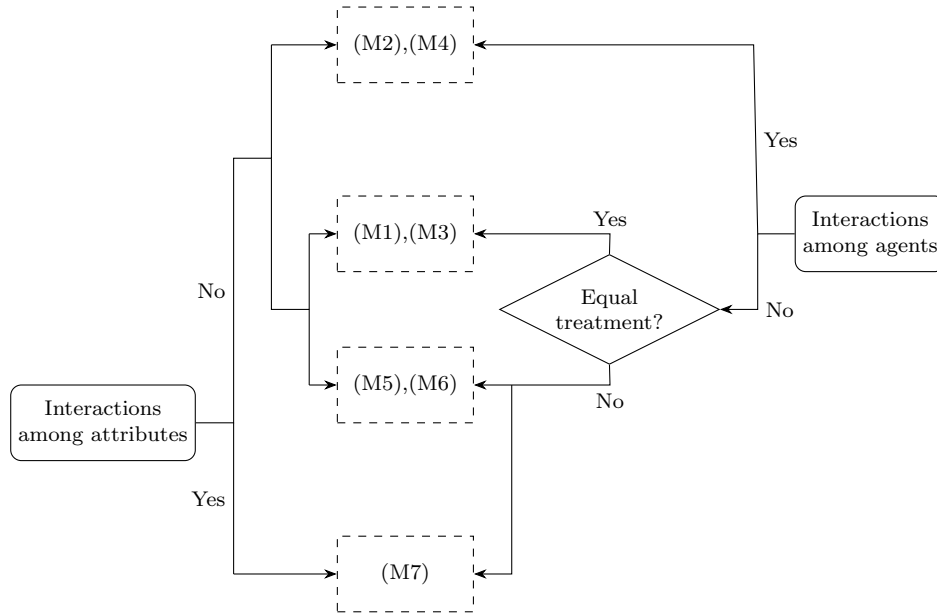 (M2),(M4)
Yes
(M1),(M3)
Yes
Interactions
among agents
No
Equal
treatment?
No
(M5),(M6)
No
Interactions
among attributes
Yes
(M7)